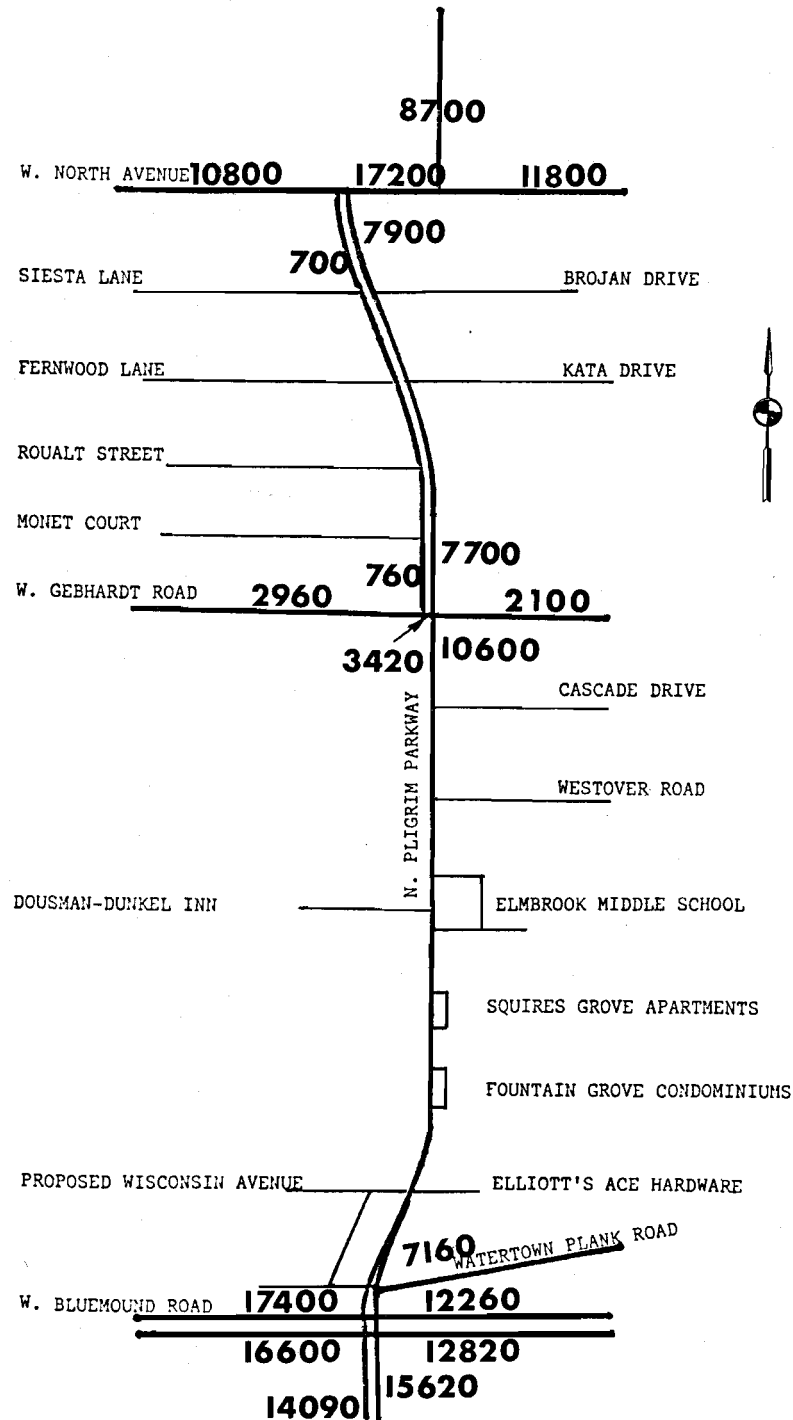 8700
W. NORTH AVENUE 10800 17200 11800
7900
700
SIESTA LANE BROJAN DRIVE
FERNWOOD LANE KATA DRIVE
ROUALT STREET
MONET COURT
7700
760
W. GEBHARDT ROAD 2960 2100
3420 10600
CASCADE DRIVE
N. PLIGRIM PARKWAY
WESTOVER ROAD
DOUSMAN-DUNKEL INN ELMBROOK MIDDLE SCHOOL
SQUIRES GROVE APARTMENTS
FOUNTAIN GROVE CONDOMINIUMS
PROPOSED WISCONSIN AVENUE ELLIOTT'S ACE HARDWARE
7160
WATERTOWN PLANK ROAD
W. BLUEMOUND ROAD 17400 12260
16600 12820
15620
14090